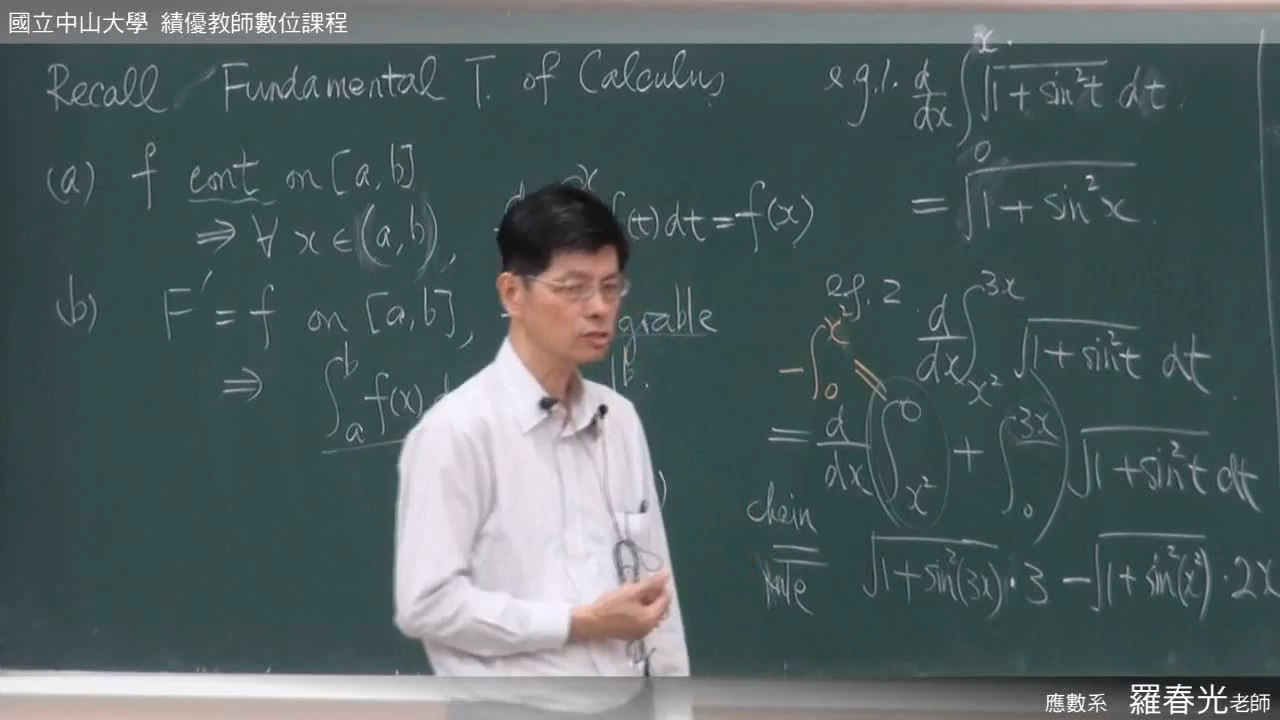 國立中山大學 績優教師數位課程
Recall Fundamental T. of Calculus
(a) f cont on [a,b]
⇒ ∀ x ∈ (a,b), f(t)dt = f(x)
(b) F' = f on [a,b], grable
⇒ ∫_a^b f(x)
e.g.1. d/dx ∫_0^x √(1+sin²t) dt
= √(1+sin²x).
eg. 2 d/dx ∫_{x²}^{3x} √(1+sin²t) dt
-∫_0^{x²}
= d/dx (∫_{x²}^0 + ∫_0^{3x}) √(1+sin²t) dt
chain rule = √(1+sin²(3x))·3 - √(1+sin²(x²))·2x
應數系 羅春光老師